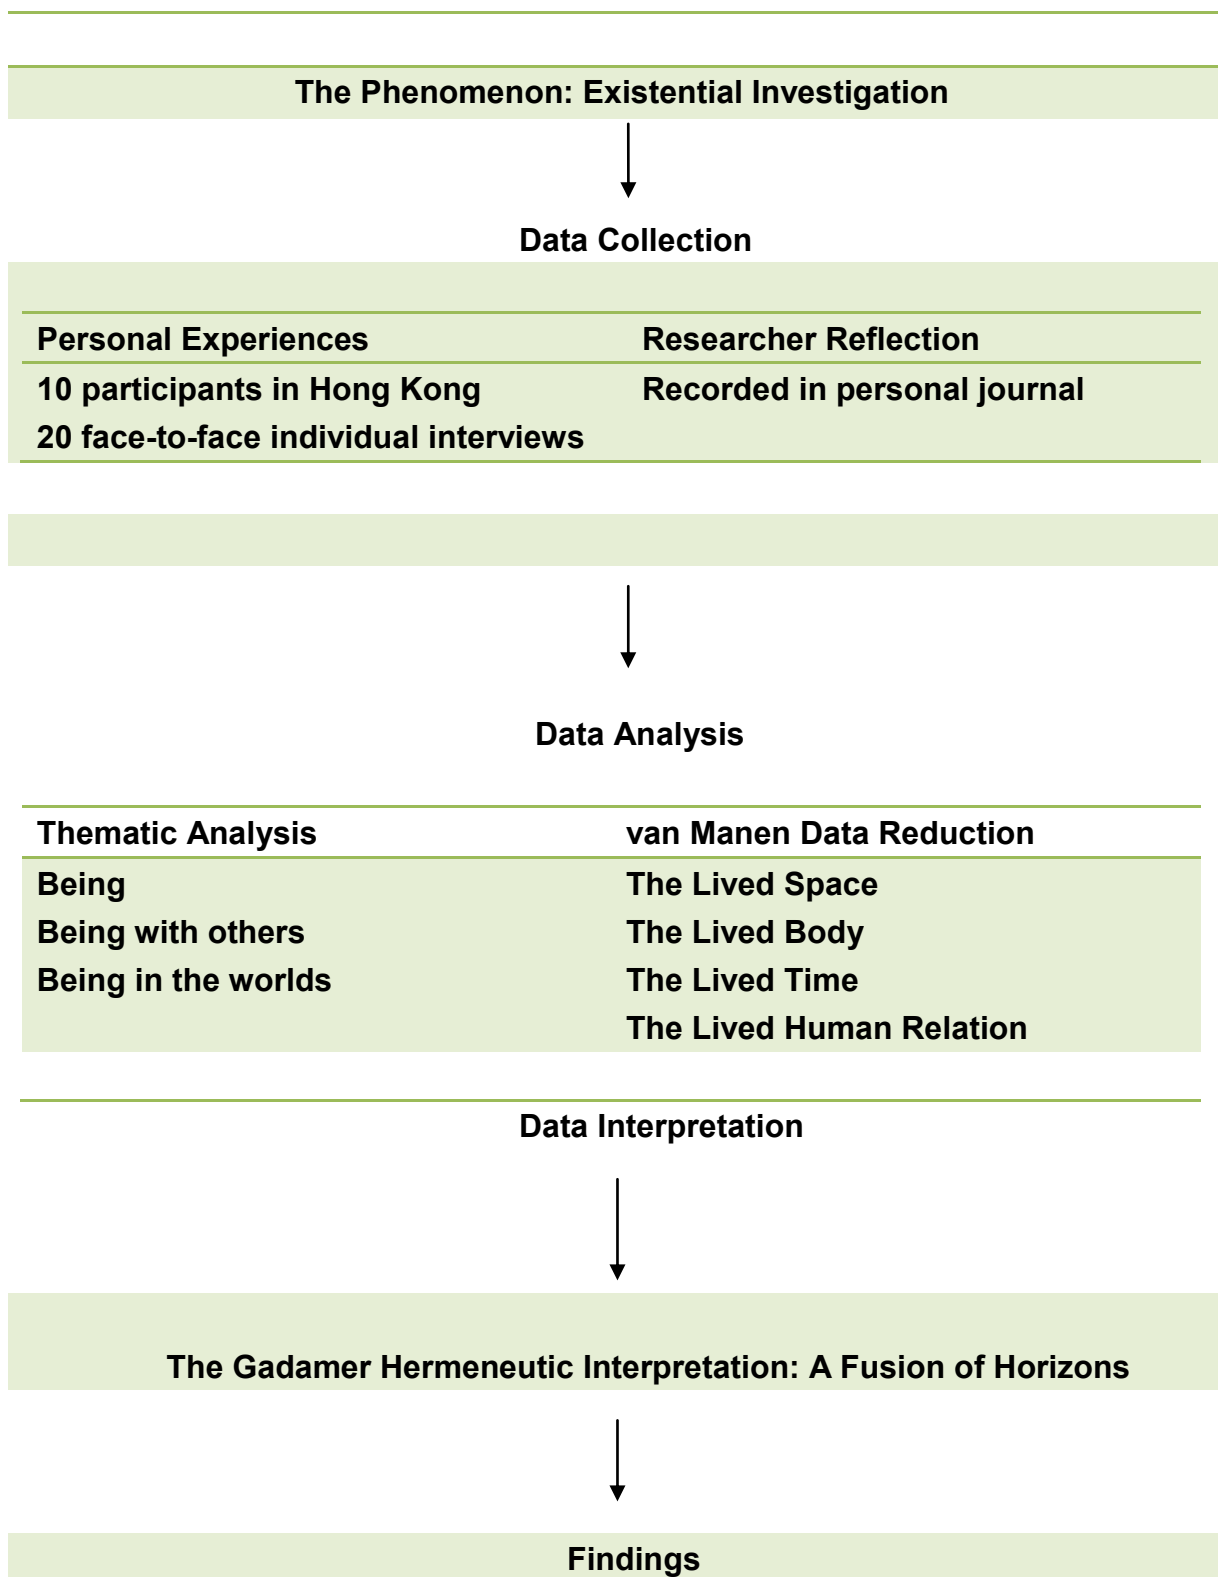 The Phenomenon: Existential Investigation
Data Collection
Personal Experiences Researcher Reflection
10 participants in Hong Kong Recorded in personal journal
20 face-to-face individual interviews
Data Analysis
Thematic Analysis van Manen Data Reduction
Being The Lived Space
Being with others The Lived Body
Being in the worlds The Lived Time
The Lived Human Relation
Data Interpretation
The Gadamer Hermeneutic Interpretation: A Fusion of Horizons
Findings